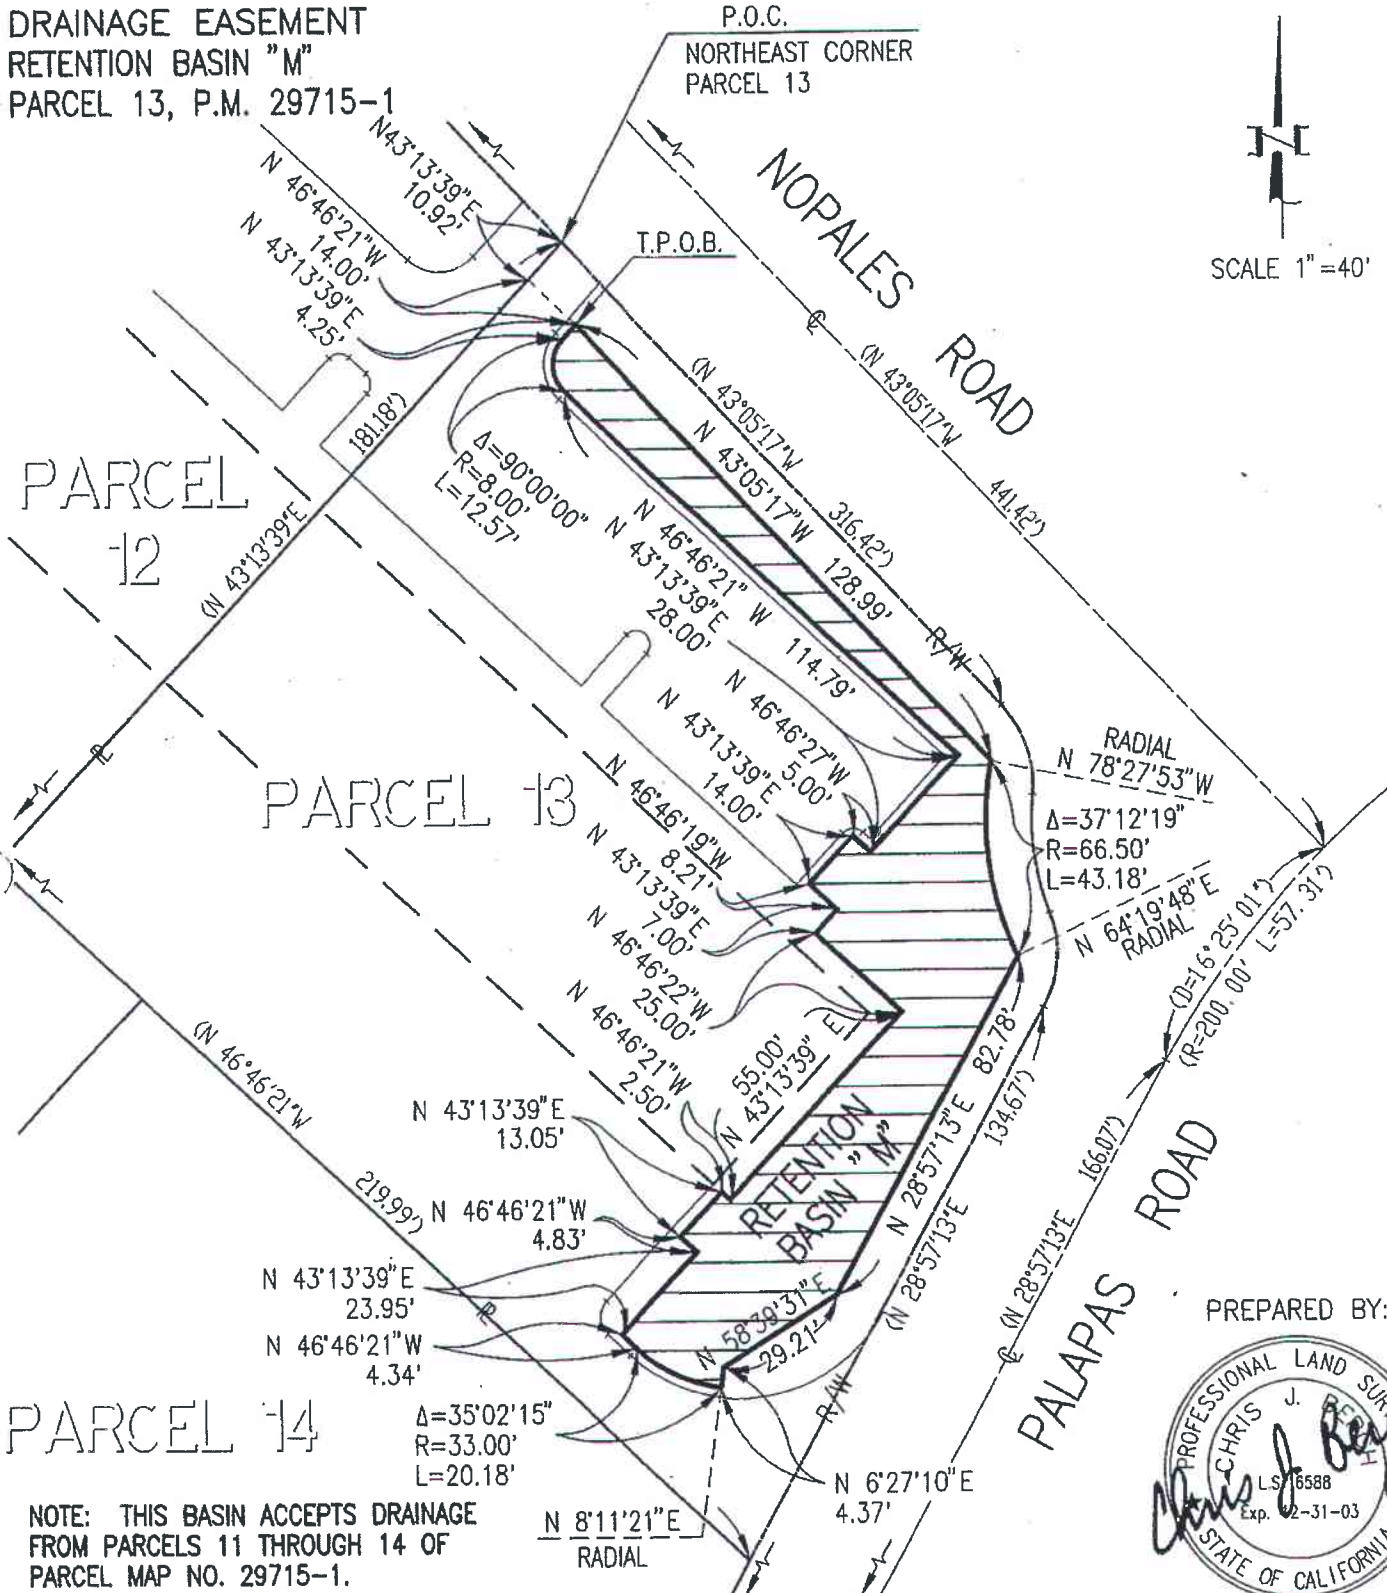 DRAINAGE EASEMENT
RETENTION BASIN "M"
PARCEL 13, P.M. 29715-1
P.O.C.
NORTHEAST CORNER
PARCEL 13
SCALE 1"=40'
N43°13'39"E
10.92'
N 46°46'21"W
14.00'
N 43°13'39"E
4.25'
T.P.O.B.
NOPALES ROAD
℄
(N 43°05'17"W 441.42')
(N 43°05'17"W 316.42')
N 43°05'17"W 128.99'
R/W
181.18')
(N 43°13'39"E
Δ=90°00'00"
R=8.00'
L=12.57'
PARCEL
12
N 46°46'21" W 114.79'
N 43°13'39"E
28.00'
N 46°46'27"W
5.00'
N 43°13'39"E
14.00'
RADIAL
N 78°27'53"W
PARCEL 13
N 46°46'19"W
8.21'
N 43°13'39"E
7.00'
N 46°46'22"W
25.00'
N 46°46'21"W
2.50'
Δ=37°12'19"
R=66.50'
L=43.18'
N 64°19'48"E
RADIAL
(D=16°25'01")
(R=200.00' L=57.31')
55.00'
N 43°13'39" E
N 28°57'13"E 82.78'
(N 28°57'13"E 134.67')
℄ (N 28°57'13"E 166.07')
PALAPAS ROAD
(N 46°46'21"W 219.99')
N 43°13'39"E
13.05'
RETENTION
BASIN "M"
N 46°46'21"W
4.83'
N 43°13'39"E
23.95'
N 46°46'21"W
4.34'
N 58°39'31"E
29.21'
R/W
PARCEL 14
Δ=35°02'15"
R=33.00'
L=20.18'
N 6°27'10"E
4.37'
N 8°11'21"E
RADIAL
NOTE: THIS BASIN ACCEPTS DRAINAGE
FROM PARCELS 11 THROUGH 14 OF
PARCEL MAP NO. 29715-1.
PREPARED BY:
PROFESSIONAL LAND
CHRIS J.
L.S. 6588
Exp. 12-31-03
STATE OF CALIFORNIA